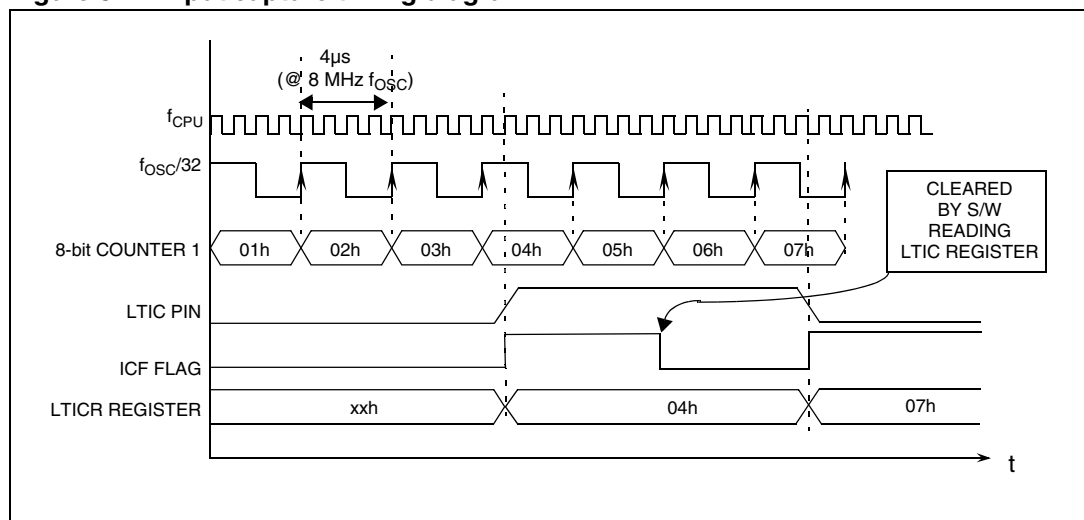 4µs
(@ 8 MHz fOSC)
fCPU
fOSC/32
CLEARED
BY S/W
READING
LTIC REGISTER
8-bit COUNTER 1
01h
02h
03h
04h
05h
06h
07h
LTIC PIN
ICF FLAG
LTICR REGISTER
xxh
04h
07h
t